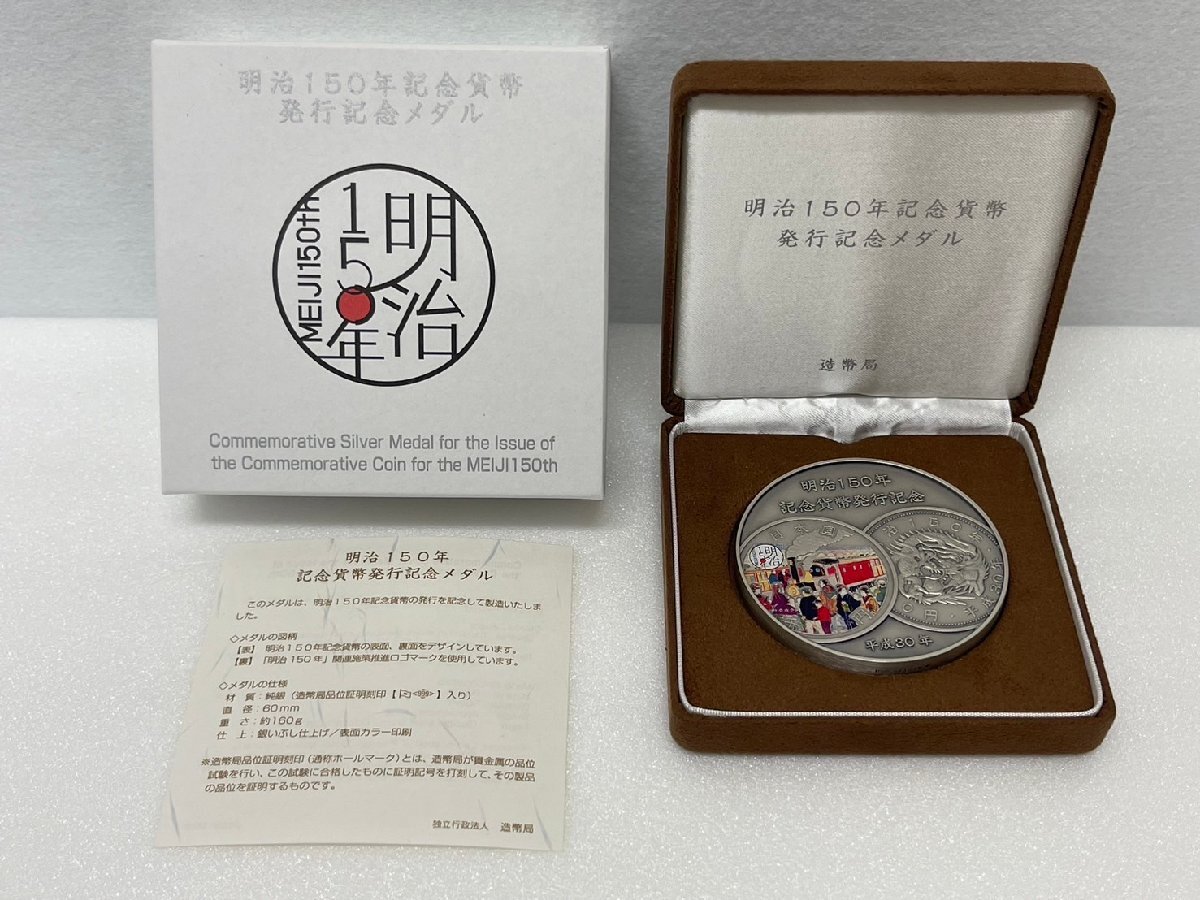 明治150年記念貨幣
発行記念メダル
MEIJI150th
明治
150年
Commemorative Silver Medal for the Issue of
the Commemorative Coin for the MEIJI150th
明治150年記念貨幣
発行記念メダル
造幣局
明治150年
記念貨幣発行記念
日本国
明治
平成30年
明治150年
記念貨幣発行記念メダル
このメダルは、明治150年記念貨幣の発行を記念して製造いたしま
した。
◇メダルの図柄
【表】 明治150年記念貨幣の表面、裏面をデザインしています。
【裏】 「明治150年」関連施策推進ロゴマークを使用しています。
◇メダルの仕様
材 質:純銀(造幣局品位証明刻印【】入り)
直 径:60mm
重 さ:約160g
仕 上:銀いぶし仕上げ/表面カラー印刷
※造幣局品位証明刻印(通称ホールマーク)とは、造幣局が貴金属の品位
試験を行い、この試験に合格したものに証明記号を打刻して、その製品
の品位を証明するものです。
独立行政法人 造幣局